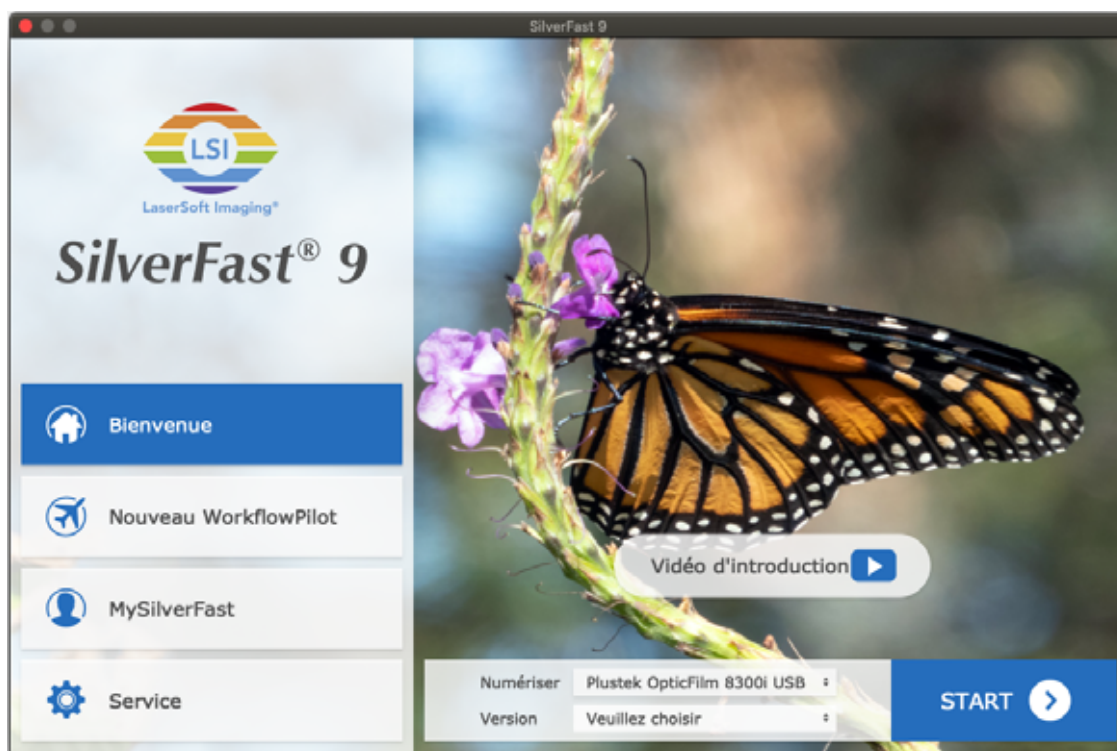 SilverFast 9
LSI
LaserSoft Imaging®
SilverFast® 9
Bienvenue
Nouveau WorkflowPilot
MySilverFast
Service
Vidéo d'introduction
Numériser Plustek OpticFilm 8300i USB
Version Veuillez choisir
START